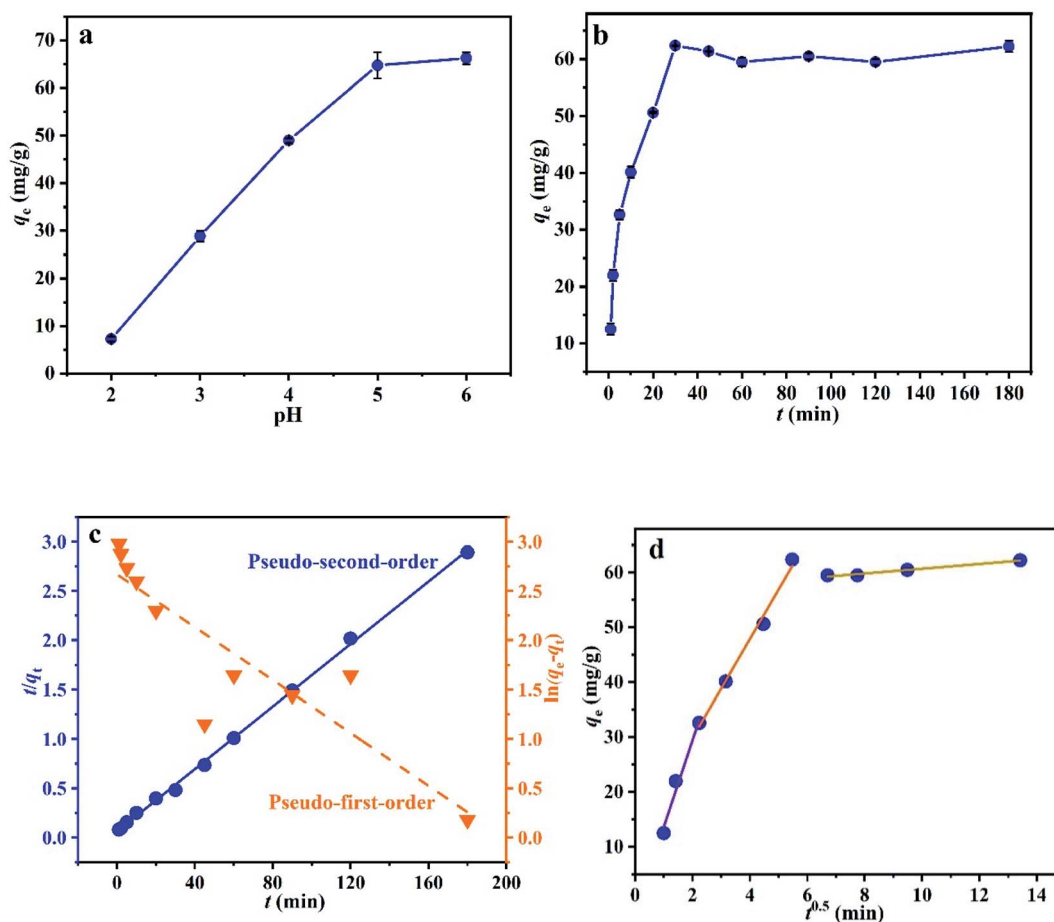 a
70
60
50
40
30
20
10
0
qe (mg/g)
2 3 4 5 6
pH
b
60
50
40
30
20
10
qe (mg/g)
0 20 40 60 80 100 120 140 160 180
t (min)
c
3.0
2.5
2.0
1.5
1.0
0.5
0.0
t/qt
Pseudo-second-order
Pseudo-first-order
3.0
2.5
2.0
1.5
1.0
0.5
0.0
ln(qe-qt)
0 40 80 120 160 200
t (min)
d
60
50
40
30
20
10
qe (mg/g)
0 2 4 6 8 10 12 14
t^0.5 (min)